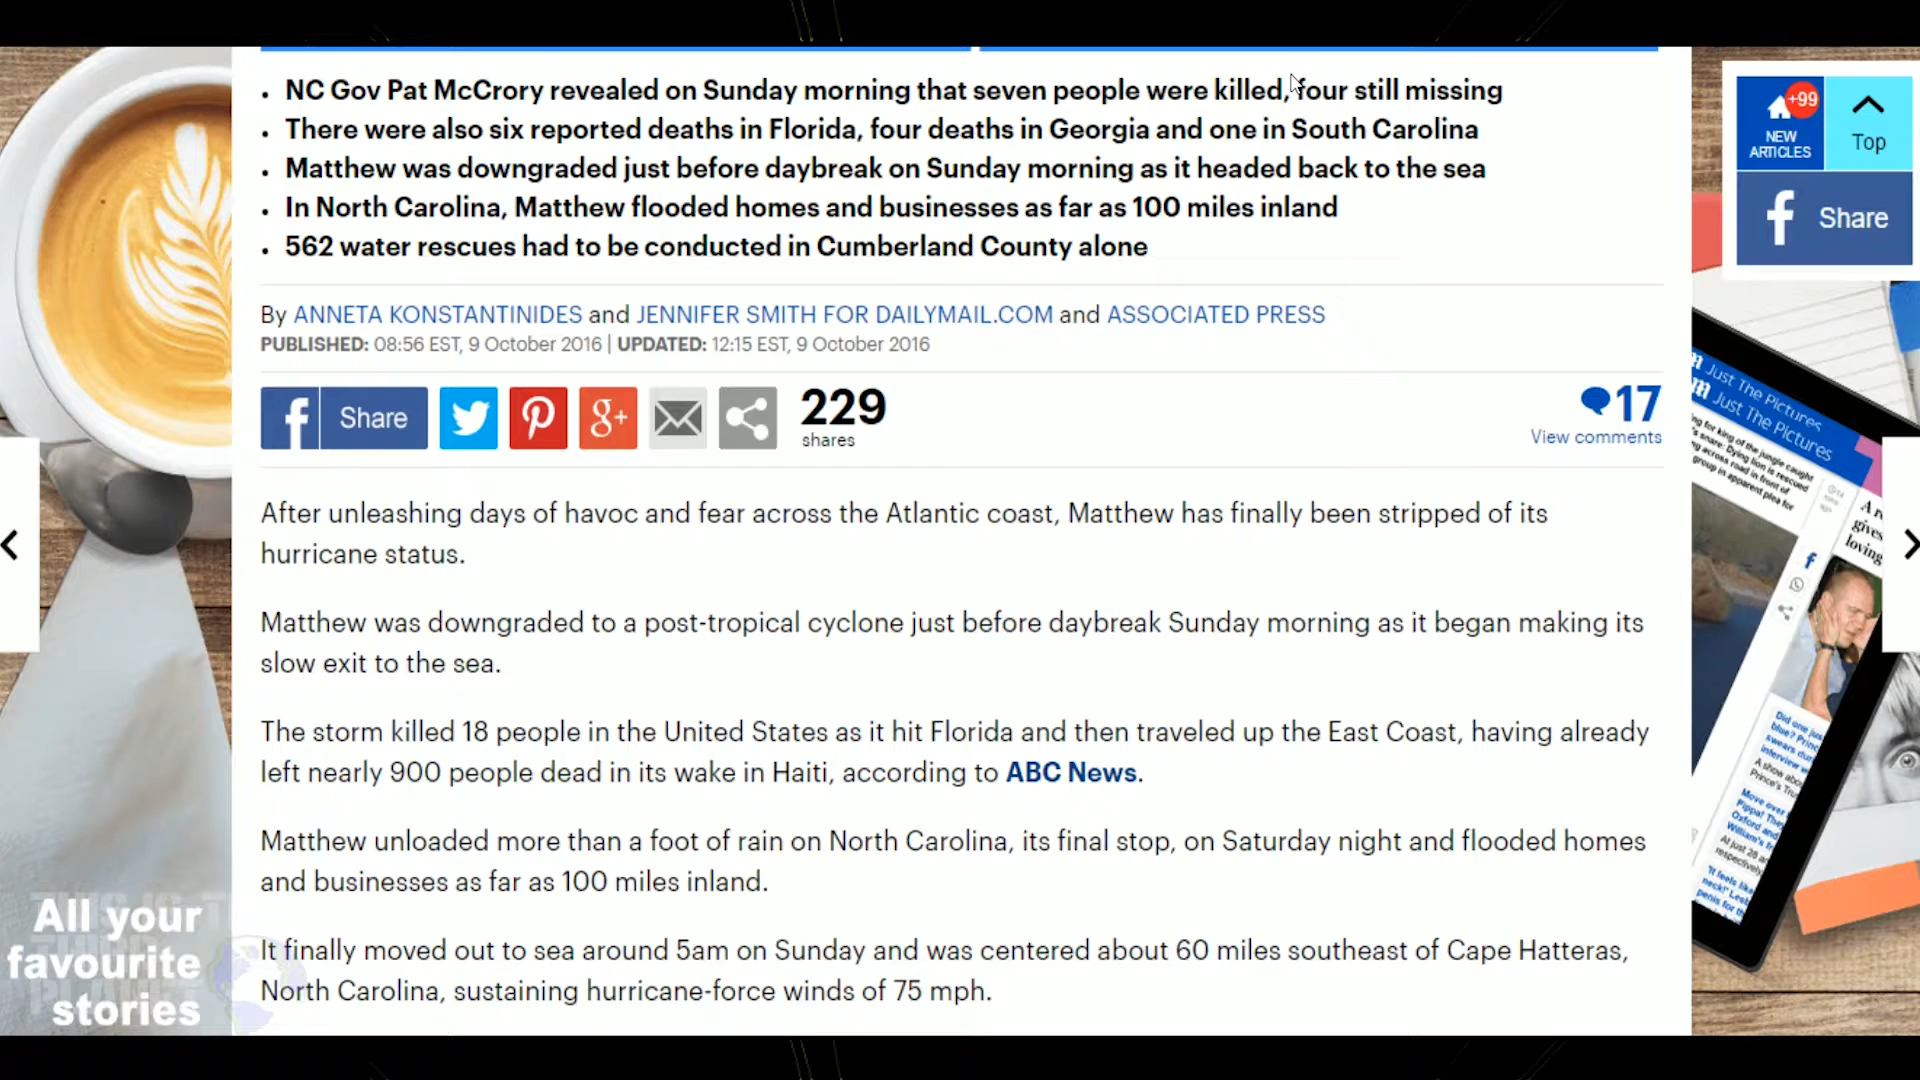 NC Gov Pat McCrory revealed on Sunday morning that seven people were killed, four still missing
There were also six reported deaths in Florida, four deaths in Georgia and one in South Carolina
Matthew was downgraded just before daybreak on Sunday morning as it headed back to the sea
In North Carolina, Matthew flooded homes and businesses as far as 100 miles inland
562 water rescues had to be conducted in Cumberland County alone
By ANNETA KONSTANTINIDES and JENNIFER SMITH FOR DAILYMAIL.COM and ASSOCIATED PRESS
PUBLISHED: 08:56 EST, 9 October 2016 | UPDATED: 12:15 EST, 9 October 2016
Share
229
shares
17
View comments
After unleashing days of havoc and fear across the Atlantic coast, Matthew has finally been stripped of its
hurricane status.
Matthew was downgraded to a post-tropical cyclone just before daybreak Sunday morning as it began making its
slow exit to the sea.
The storm killed 18 people in the United States as it hit Florida and then traveled up the East Coast, having already
left nearly 900 people dead in its wake in Haiti, according to ABC News.
Matthew unloaded more than a foot of rain on North Carolina, its final stop, on Saturday night and flooded homes
and businesses as far as 100 miles inland.
It finally moved out to sea around 5am on Sunday and was centered about 60 miles southeast of Cape Hatteras,
North Carolina, sustaining hurricane-force winds of 75 mph.
All your
favourite
stories
+99
NEW
ARTICLES
Top
Share
Just The Pictures
Just The Pictures